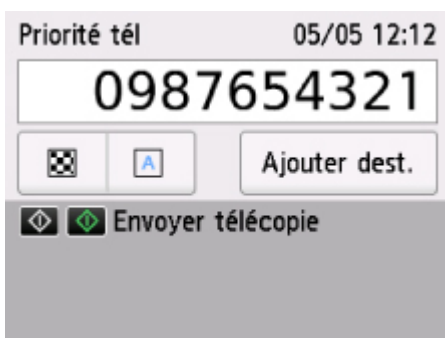 Priorité tél 05/05 12:12
0987654321
A Ajouter dest.
Envoyer télécopie